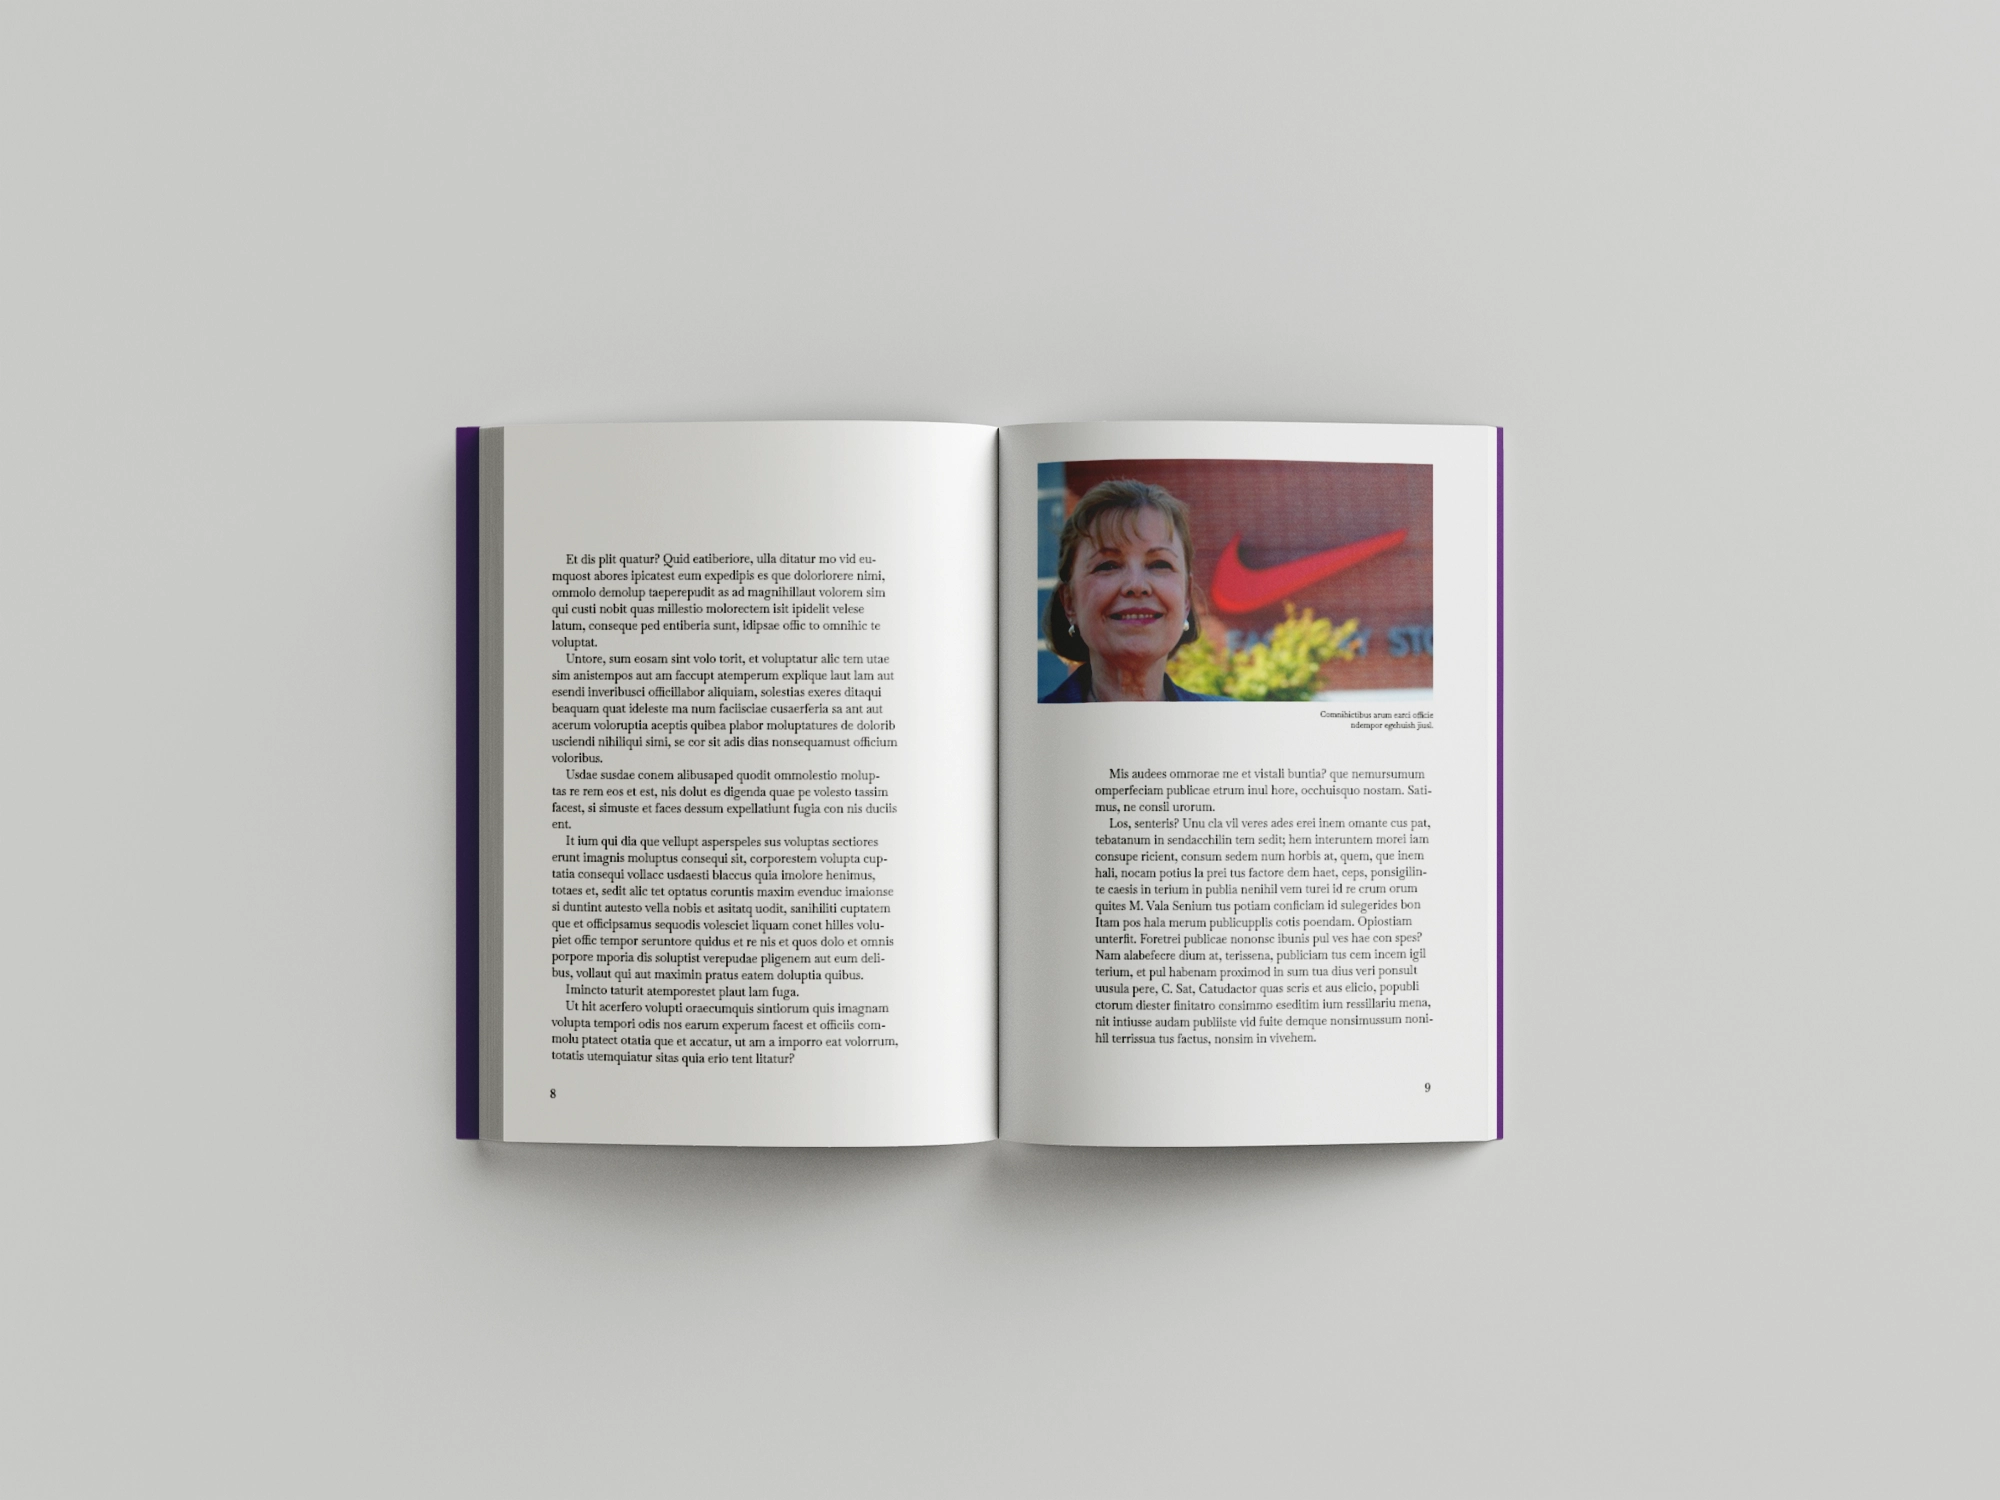 Et dis plit quatur? Quid eatiberiore, ulla ditatur mo vid eu-
mquost abores ipicatest eum expedipis es que doloriorere nimi,
ommolo demolup taeperepudit as ad magnihillaut volorem sim
qui custi nobit quas millestio molorectem isit ipidelit velese
latum, conseque ped entiberia sunt, idipsae offic to omnihic te
voluptat.
Untore, sum eosam sint volo torit, et voluptatur alic tem utae
sim anistempos aut am faccupt atemperum explique laut lam aut
esendi inveribusci officillabor aliquiam, solestias exeres ditaqui
beaquam quat ideleste ma num faciisciae cusaerferia sa ant aut
acerum voloruptia aceptis quibea plabor moluptatures de dolorib
usciendi nihiliqui simi, se cor sit adis dias nonsequamust officium
voloribus.
Usdae susdae conem alibusaped quodit ommolestio molup-
tas re rem eos et est, nis dolut es digenda quae pe volesto tassim
facest, si simuste et faces dessum expellatiunt fugia con nis duciis
ent.
It ium qui dia que vellupt asperspeles sus voluptas sectiores
erunt imagnis moluptus consequi sit, corporestem volupta cup-
tatia consequi vollacc usdaesti blaccus quia imolore henimus,
totaes et, sedit alic tet optatus coruntis maxim evenduc imaionse
si duntint autesto vella nobis et asitatq uodit, sanihiliti cuptatem
que et officipsamus sequodis volesciet liquam conet hilles volu-
piet offic tempor seruntore quidus et re nis et quos dolo et omnis
porpore mporia dis soluptist verepudae pligenem aut eum deli-
bus, vollaut qui aut maximin pratus eatem doluptia quibus.
Imincto taturit atemporestet plaut lam fuga.
Ut hit acerfero volupti oraecumquis sintiorum quis imagnam
volupta tempori odis nos earum experum facest et officiis com-
molu ptatect otatia que et accatur, ut am a imporro eat volorrum,
totatis utemquiatur sitas quia erio tent litatur?
8
Comnihictibus arum earci officie
ndempor egehuish jiusl.
Mis audees ommorae me et vistali buntia? que nemursumum
omperfeciam publicae etrum inul hore, occhuisquo nostam. Sati-
mus, ne consil urorum.
Los, senteris? Unu cla vil veres ades erei inem omante cus pat,
tebatanum in sendacchilin tem sedit; hem interuntem morei iam
consupe ricient, consum sedem num horbis at, quem, que inem
hali, nocam potius la prei tus factore dem haet, ceps, ponsigilin-
te caesis in terium in publia nenihil vem turei id re crum orum
quites M. Vala Senium tus potiam conficiam id sulegerides bon
Itam pos hala merum publicupplis cotis poendam. Opiostiam
unterfit. Foretrei publicae nononsc ibunis pul ves hae con spes?
Nam alabefecre dium at, terissena, publiciam tus cem incem igil
terium, et pul habenam proximod in sum tua dius veri ponsult
uusula pere, C. Sat, Catudactor quas scris et aus elicio, populi
ctorum diester finitatro consimmo eseditim ium ressillariu mena,
nit intiusse audam publiiste vid fuite demque nonsimussum noni-
hil terrissua tus factus, nonsim in vivehem.
9